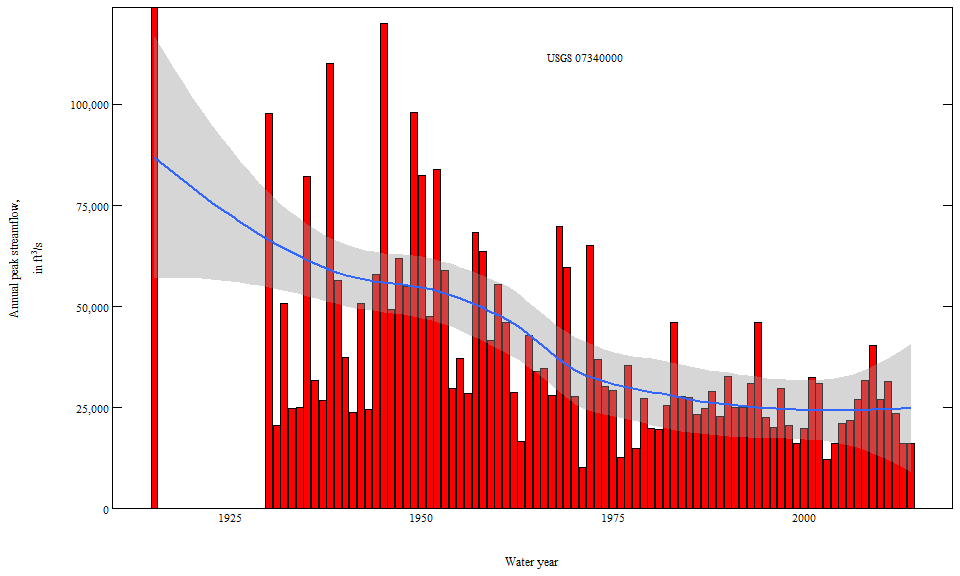 USGS 07340000
100,000
75,000
50,000
25,000
0
Annual peak streamflow,
in ft³/s
1925 1950 1975 2000
Water year